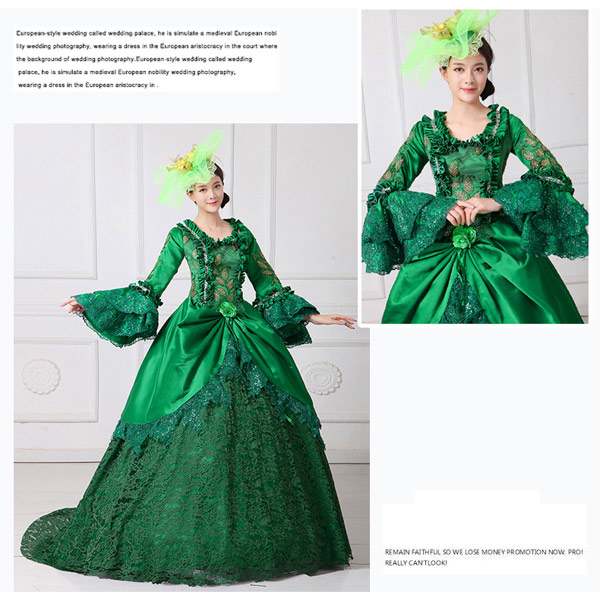 European-style wedding called wedding palace, he is simulate a medieval European nobi
lity wedding photography, wearing a dress in the European aristocracy in the court where
the background of wedding photography.European-style wedding called wedding
palace, he is simulate a medieval European nobility wedding photography,
wearing a dress in the European aristocracy in .
REMAIN FAITHFUL SO WE LOSE MONEY PROMOTION NOW. PRO!
REALLY CAN'TLOOK!